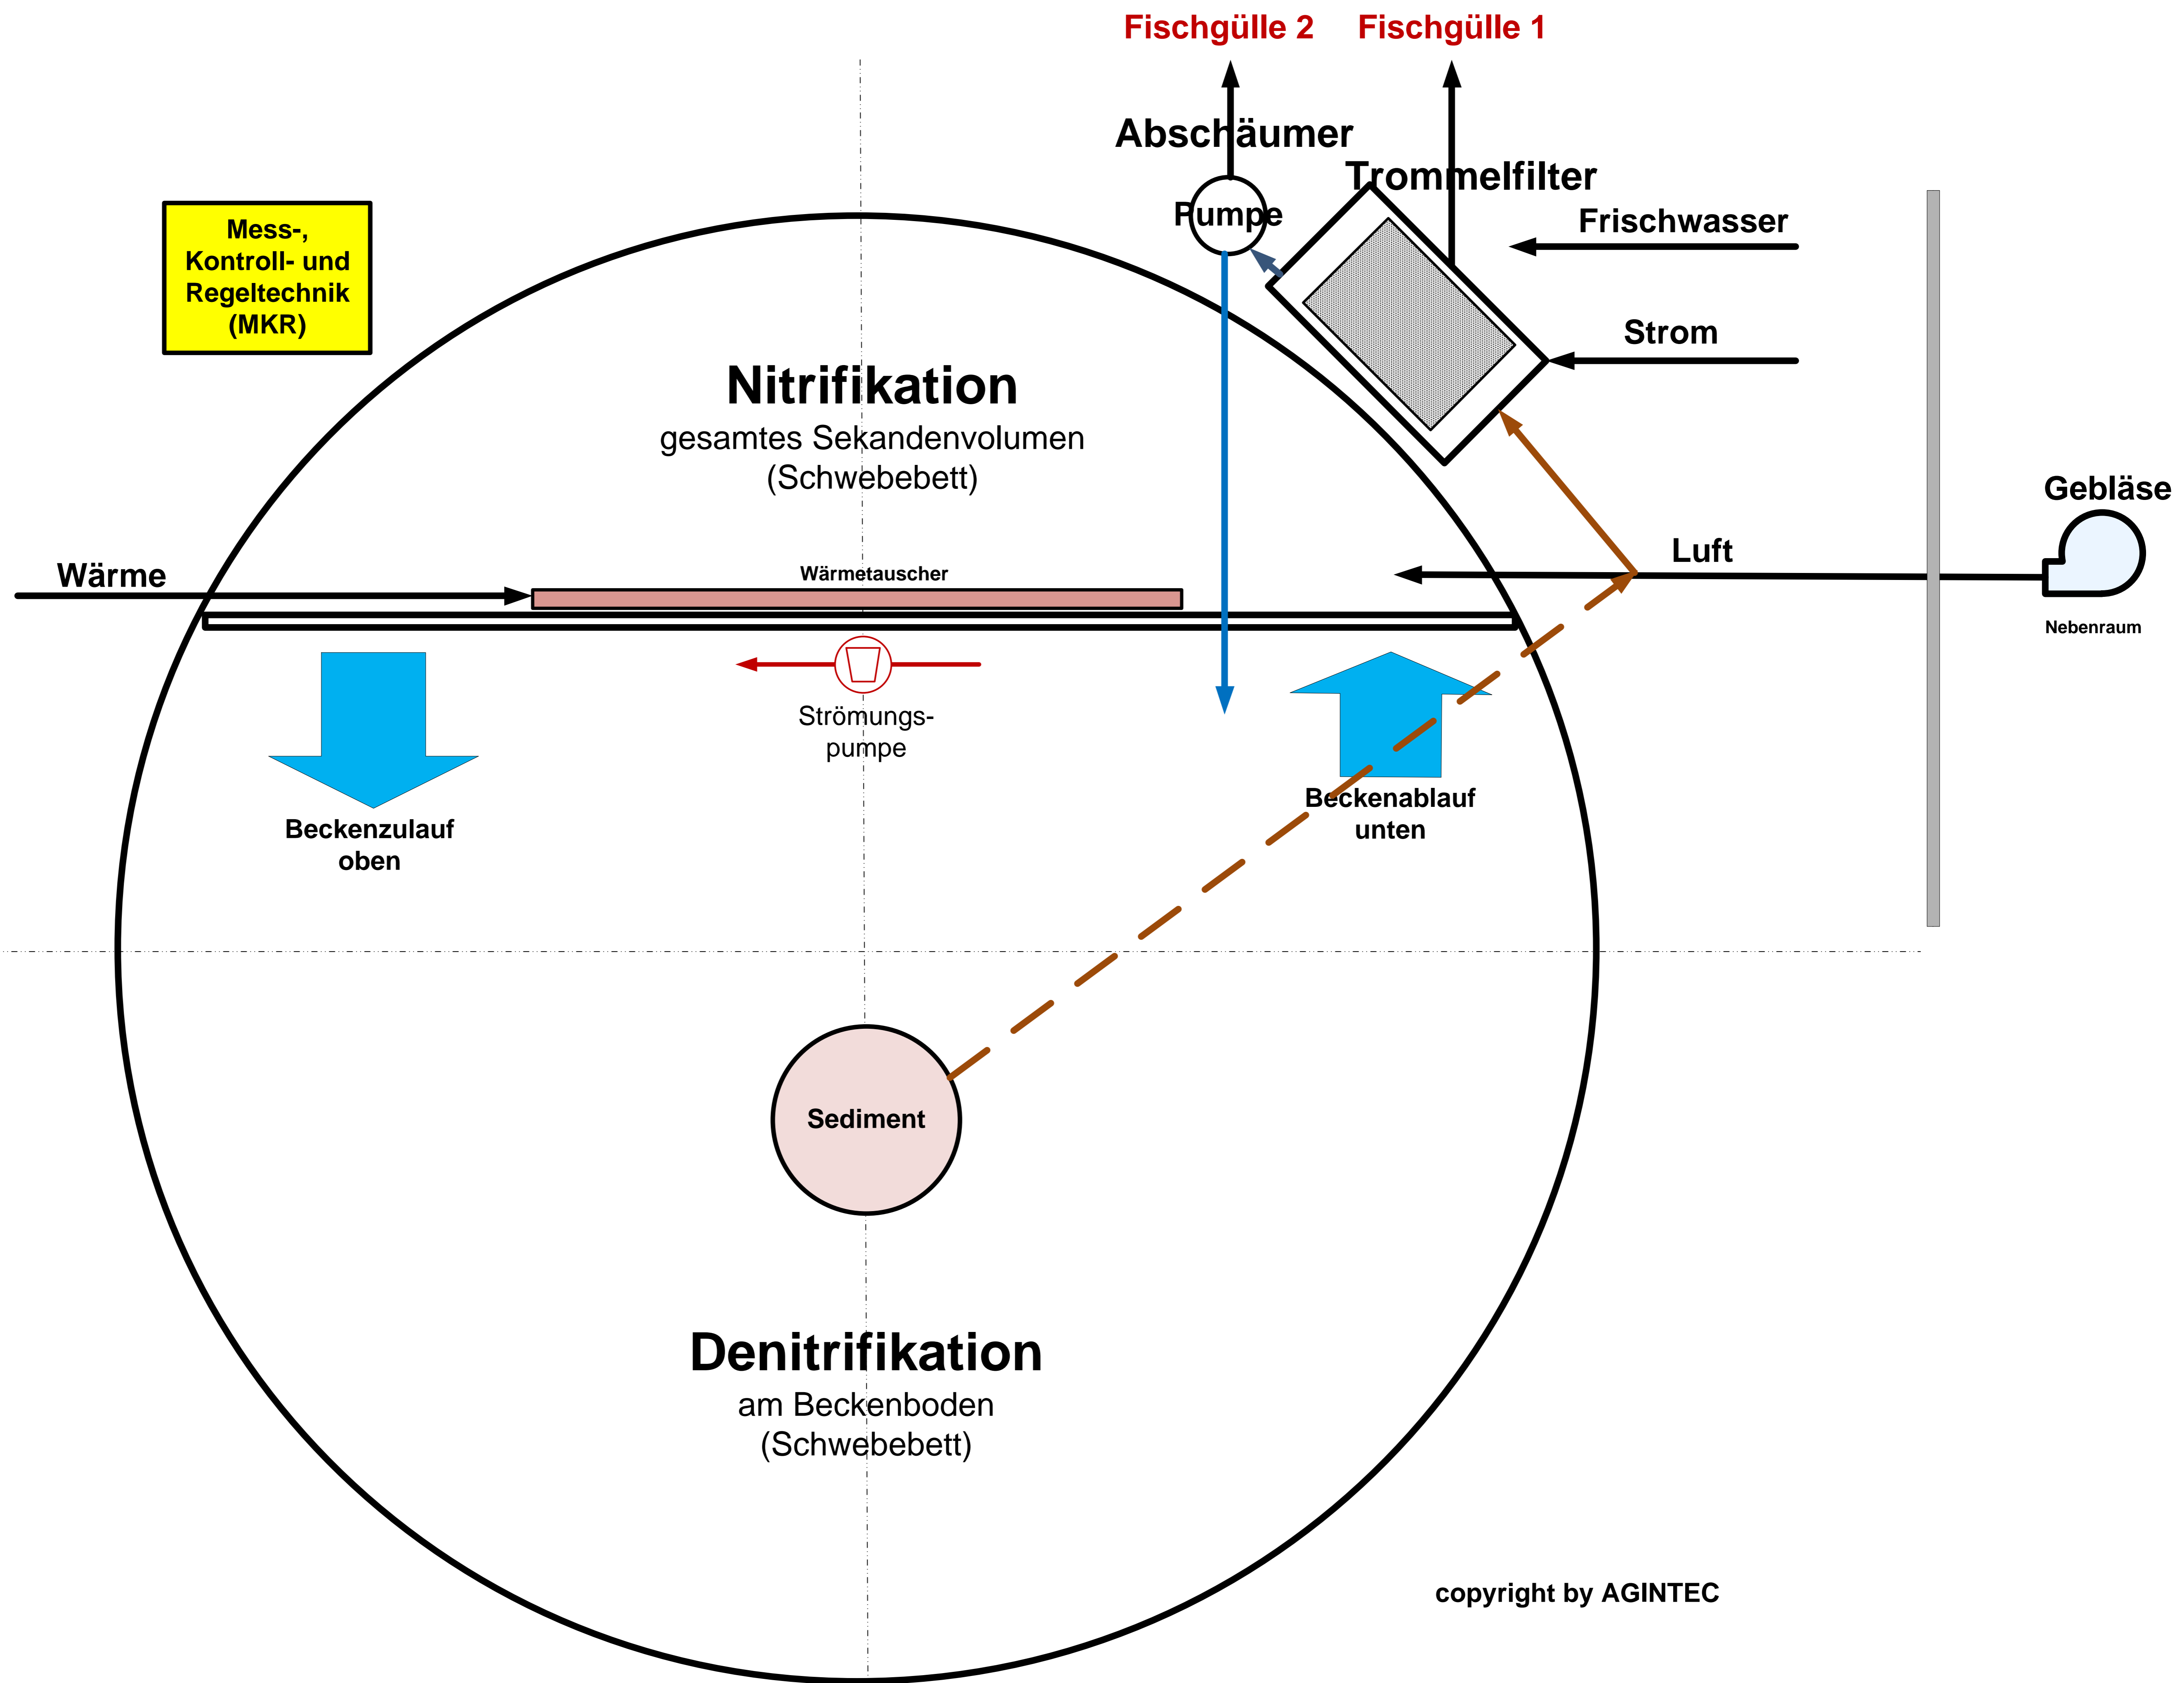 Fischgülle 2
Fischgülle 1
Abschäumer
Trommelfilter
Pumpe
Frischwasser
Mess-,
Kontroll- und
Regeltechnik
(MKR)
Strom
Nitrifikation
gesamtes Sekandenvolumen
(Schwebebett)
Gebläse
Luft
Wärme
Wärmetauscher
Nebenraum
Strömungs-
pumpe
Beckenablauf
unten
Beckenzulauf
oben
Sediment
Denitrifikation
am Beckenboden
(Schwebebett)
copyright by AGINTEC